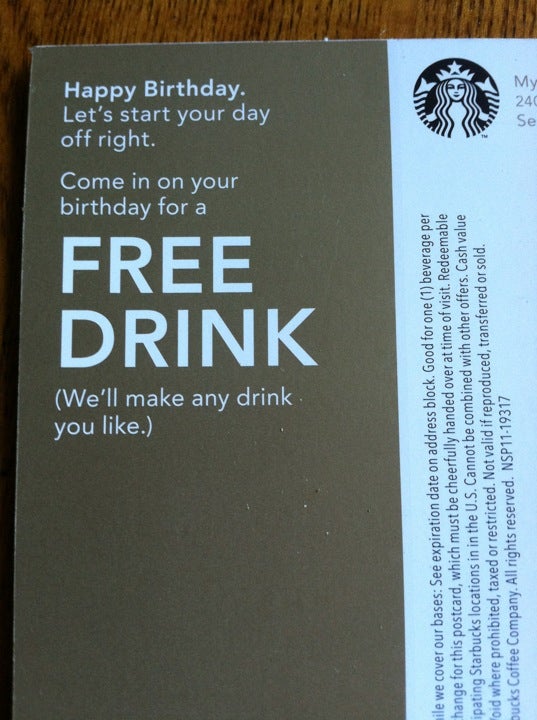 Happy Birthday.
Let's start your day
off right.
Come in on your
birthday for a
FREE
DRINK
(We'll make any drink
you like.)
My
240
Se
while we cover our bases: See expiration date on address block. Good for one (1) beverage per
hange for this postcard, which must be cheerfully handed over at time of visit. Redeemable
pating Starbucks locations in in the U.S. Cannot be combined with other offers. Cash value
oid where prohibited, taxed or restricted. Not valid if reproduced, transferred or sold.
bucks Coffee Company. All rights reserved. NSP11-19317